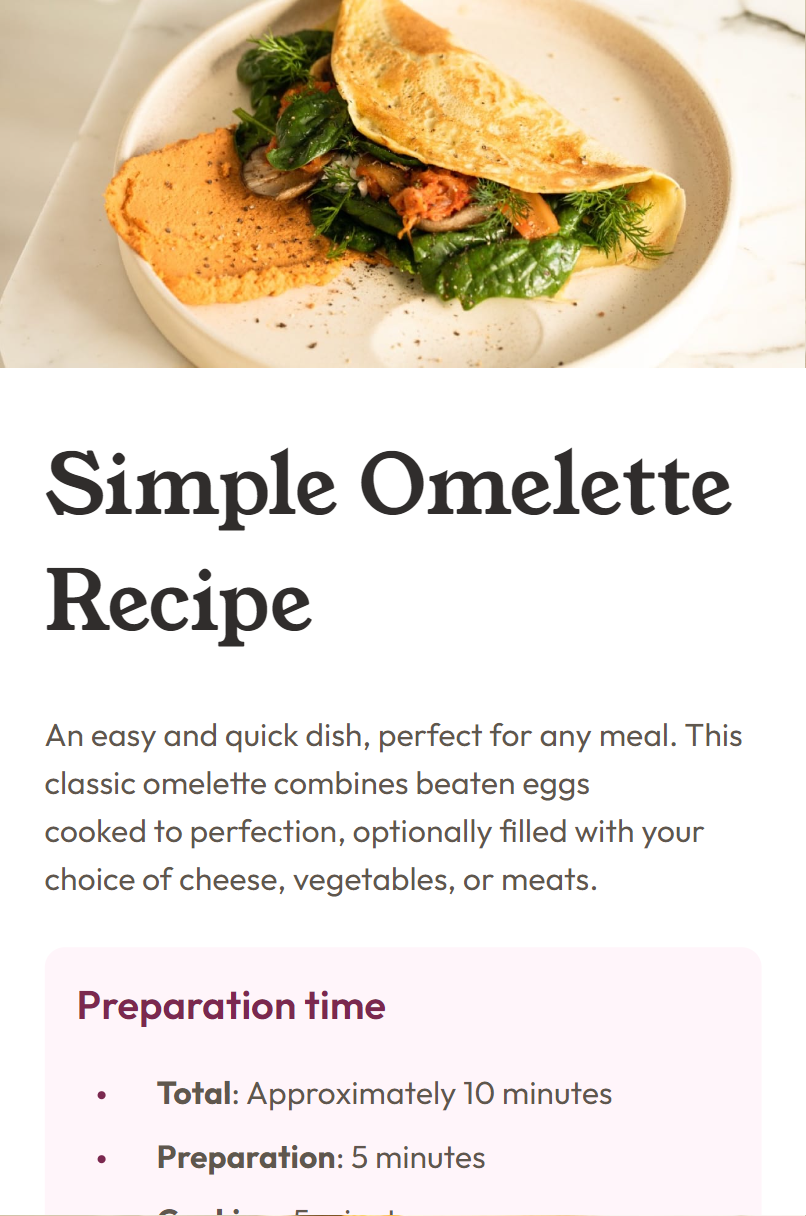 Simple Omelette
Recipe
An easy and quick dish, perfect for any meal. This
classic omelette combines beaten eggs
cooked to perfection, optionally filled with your
choice of cheese, vegetables, or meats.
Preparation time
• Total: Approximately 10 minutes
• Preparation: 5 minutes